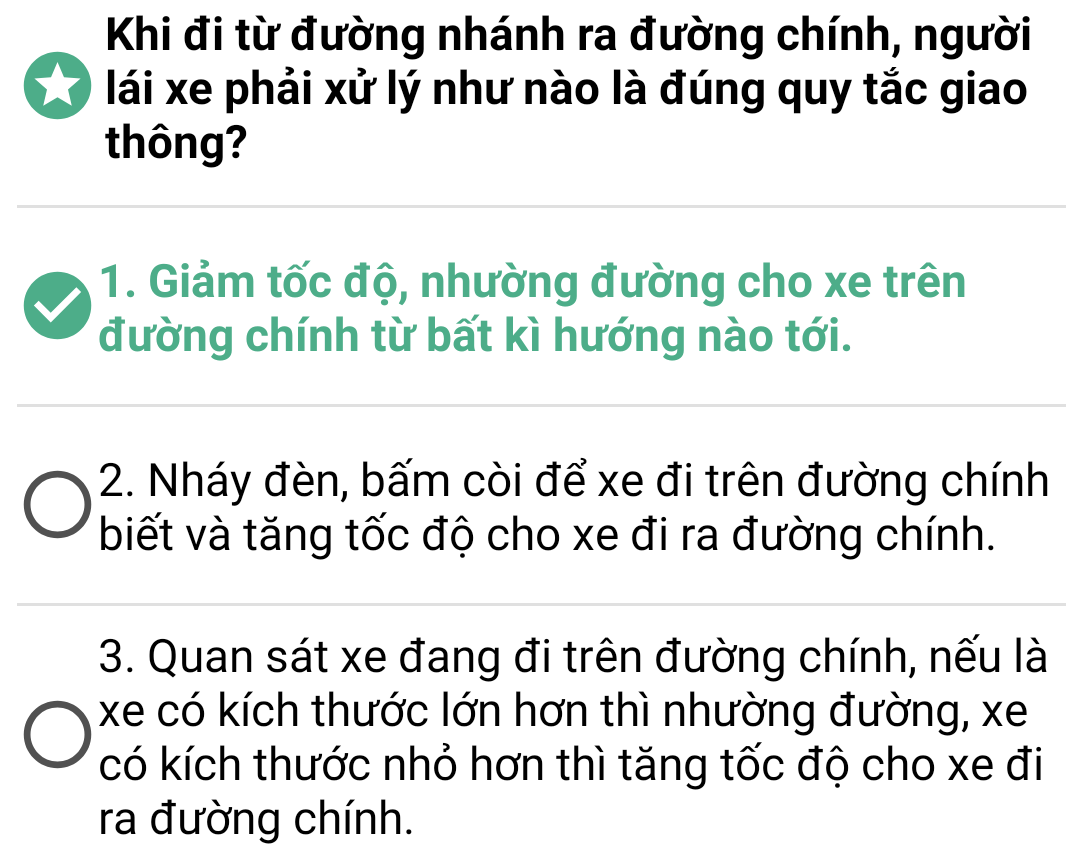 Khi đi từ đường nhánh ra đường chính, người
lái xe phải xử lý như nào là đúng quy tắc giao
thông?
1. Giảm tốc độ, nhường đường cho xe trên
đường chính từ bất kì hướng nào tới.
2. Nháy đèn, bấm còi để xe đi trên đường chính
biết và tăng tốc độ cho xe đi ra đường chính.
3. Quan sát xe đang đi trên đường chính, nếu là
xe có kích thước lớn hơn thì nhường đường, xe
có kích thước nhỏ hơn thì tăng tốc độ cho xe đi
ra đường chính.